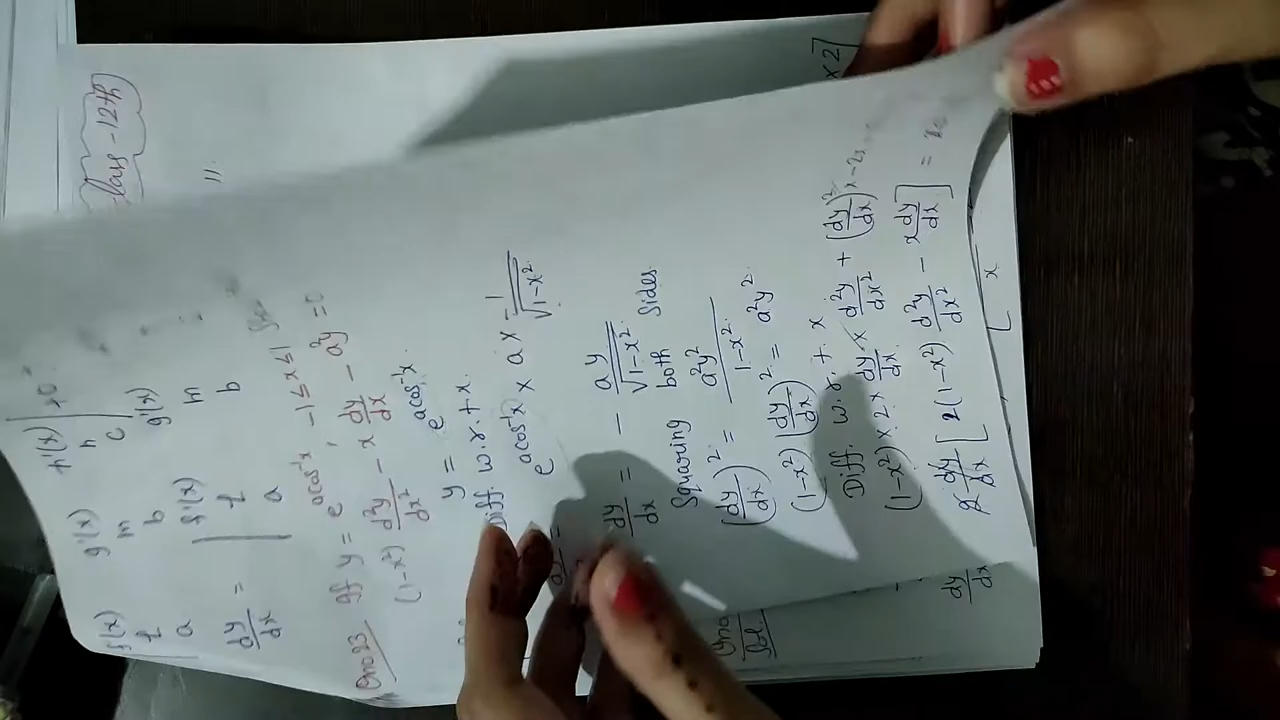 Class-12th
f'(x) g'(x) h'(x)
l m n
a b c
dy/dx = | f'(x) g'(x)
l m
a b
Qno23 If y = e^(a cos⁻¹x), -1≤x≤1
(1-x²) d²y/dx² - x dy/dx - a²y = 0
y = e^(a cos⁻¹x)
Diff. w.r.t x.
= e^(a cos⁻¹x) × a × -1/√(1-x²)
dy/dx = - ay/√(1-x²)
Squaring both Sides
(dy/dx)² = a²y²/(1-x²)
(1-x²) (dy/dx)² = a²y²
Diff. w.r.t. x
(1-x²) × 2 × dy/dx × d²y/dx² + (dy/dx)² × -2x
2 dy/dx [2(1-x²) d²y/dx² - x dy/dx] =
x 2]
dy/dx
x